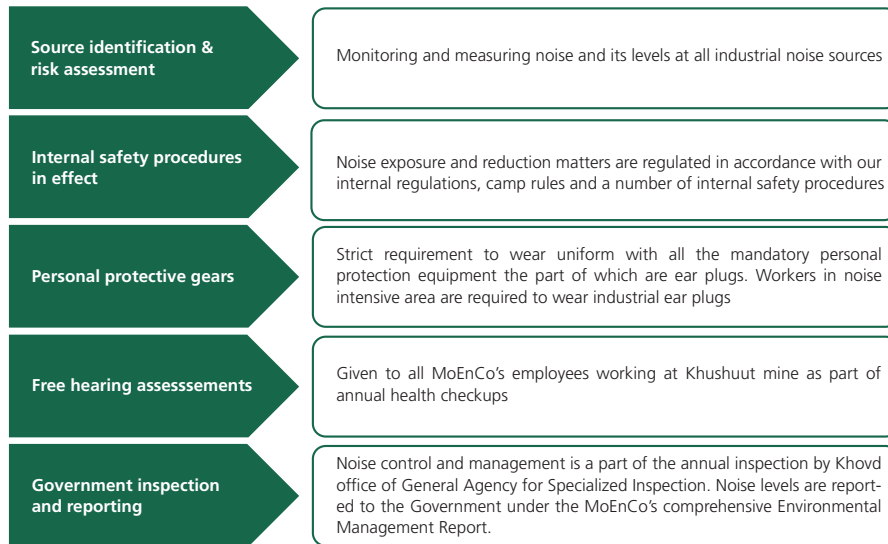 Source identification &
risk assessment
Monitoring and measuring noise and its levels at all industrial noise sources
Internal safety procedures
in effect
Noise exposure and reduction matters are regulated in accordance with our
internal regulations, camp rules and a number of internal safety procedures
Personal protective gears
Strict requirement to wear uniform with all the mandatory personal
protection equipment the part of which are ear plugs. Workers in noise
intensive area are required to wear industrial ear plugs
Free hearing assesssements
Given to all MoEnCo's employees working at Khushuut mine as part of
annual health checkups
Government inspection
and reporting
Noise control and management is a part of the annual inspection by Khovd
office of General Agency for Specialized Inspection. Noise levels are report-
ed to the Government under the MoEnCo's comprehensive Environmental
Management Report.